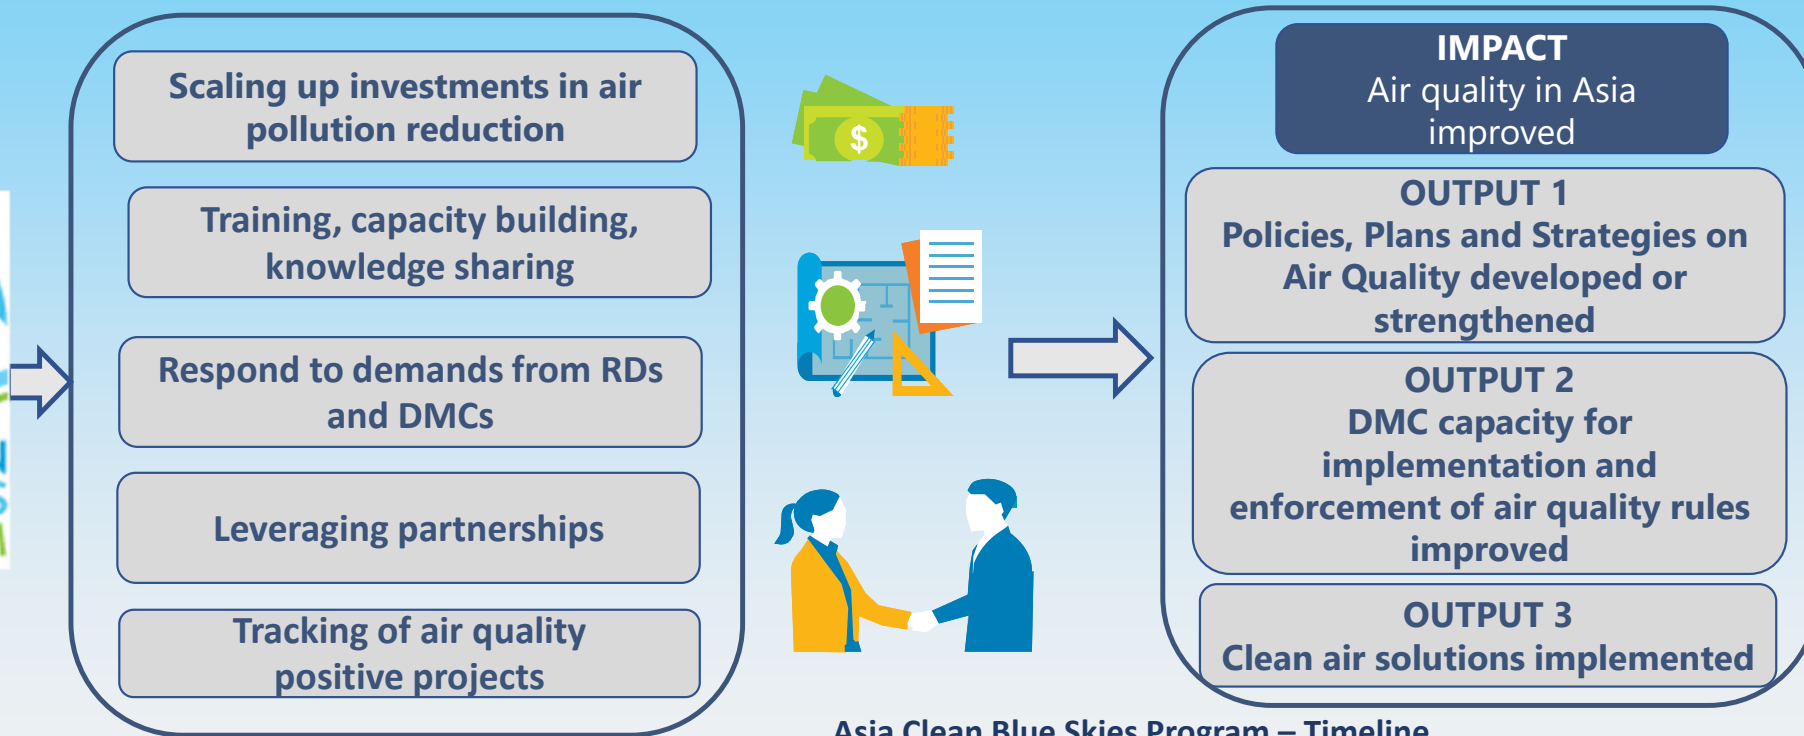 Scaling up investments in air
pollution reduction
Training, capacity building,
knowledge sharing
Respond to demands from RDs
and DMCs
Leveraging partnerships
Tracking of air quality
positive projects
$
IMPACT
Air quality in Asia
improved
OUTPUT 1
Policies, Plans and Strategies on
Air Quality developed or
strengthened
OUTPUT 2
DMC capacity for
implementation and
enforcement of air quality rules
improved
OUTPUT 3
Clean air solutions implemented
Asia Clean Blue Skies Program – Timeline